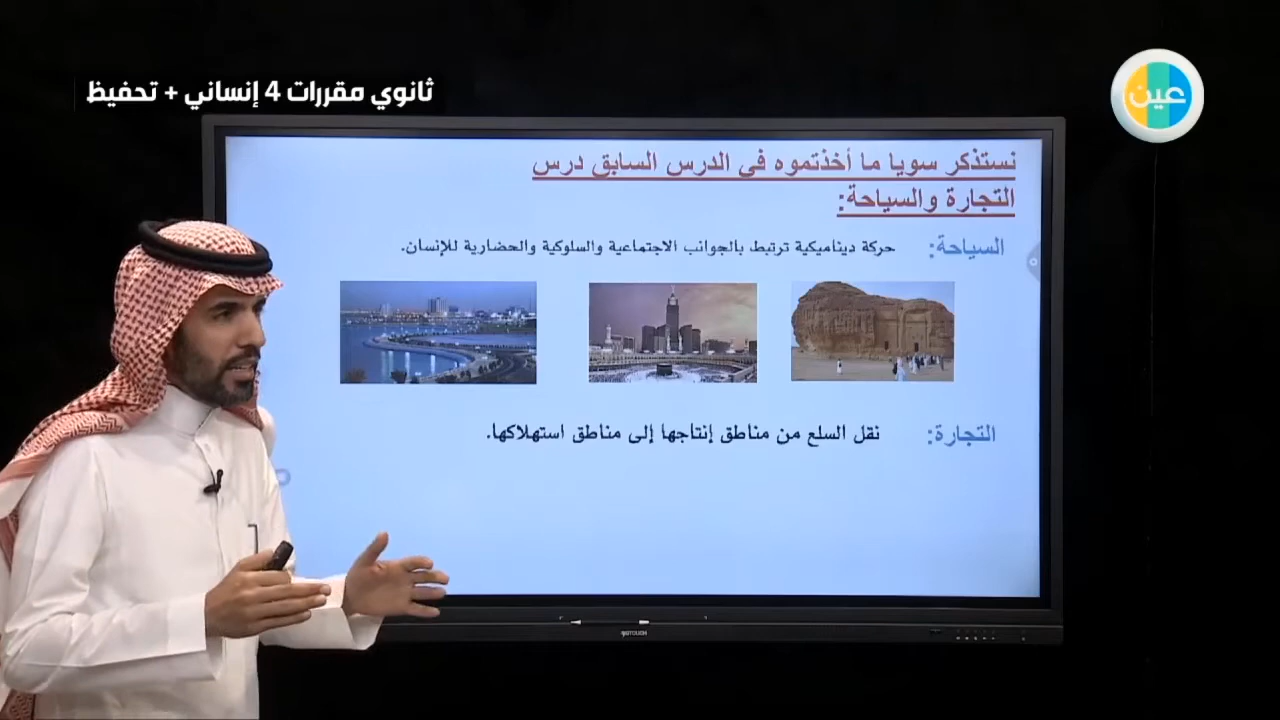 ثانوي مقررات 4 إنساني + تحفيظ
عين
نستذكر سويا ما أخذتموه في الدرس السابق درس
التجارة والسياحة:
السياحة: حركة ديناميكية ترتبط بالجوانب الاجتماعية والسلوكية والحضارية للإنسان.
التجارة: نقل السلع من مناطق إنتاجها إلى مناطق استهلاكها.